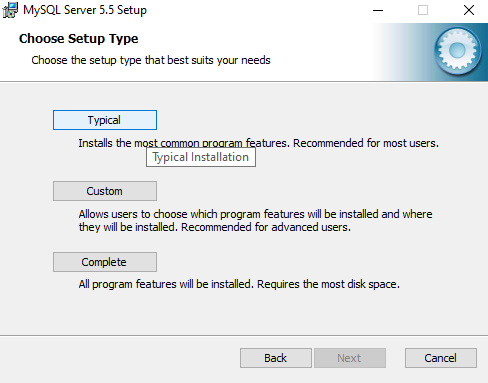 MySQL Server 5.5 Setup
Choose Setup Type
Choose the setup type that best suits your needs
Typical
Installs the most common program features. Recommended for most users.
Typical Installation
Custom
Allows users to choose which program features will be installed and where
they will be installed. Recommended for advanced users.
Complete
All program features will be installed. Requires the most disk space.
Back
Next
Cancel